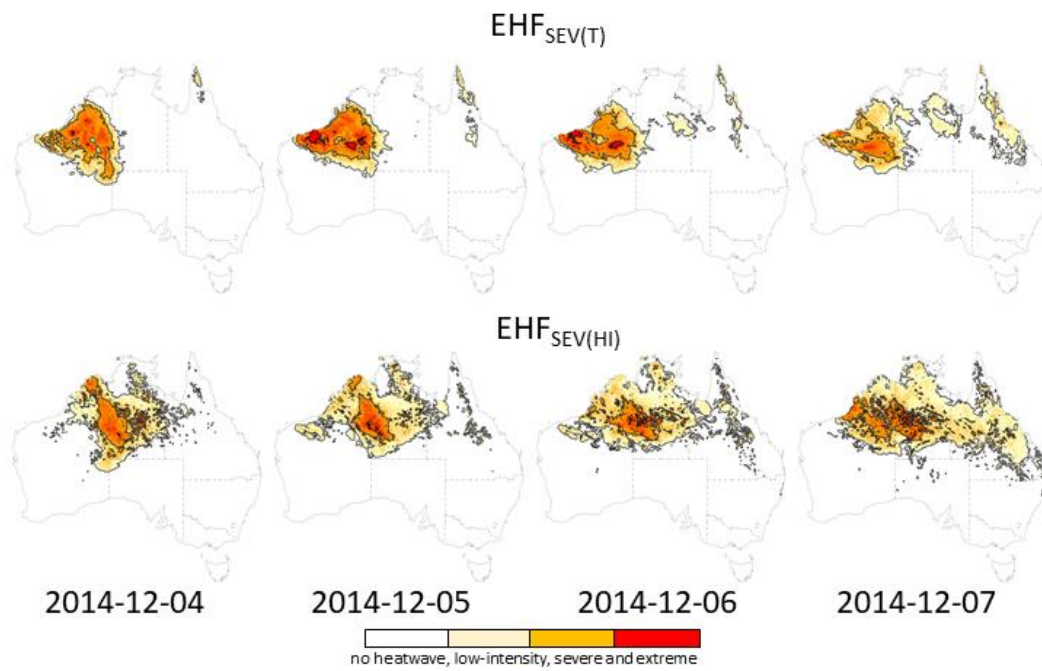 EHFSEV(T)
EHFSEV(HI)
2014-12-04 2014-12-05 2014-12-06 2014-12-07
no heatwave, low-intensity, severe and extreme